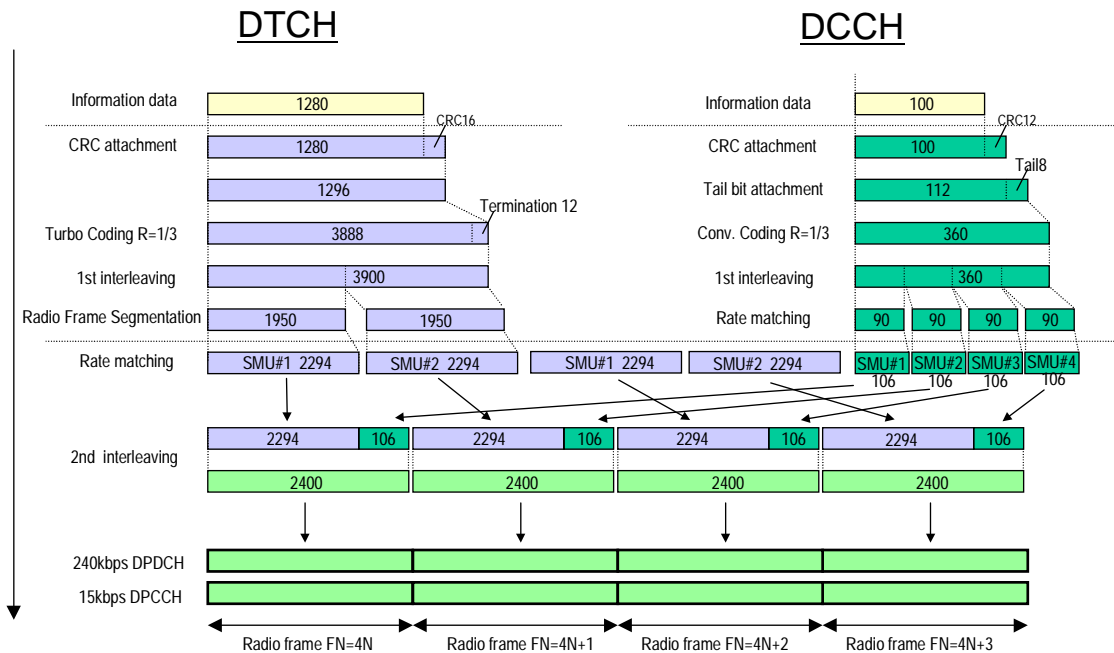 DTCH DCCH
Information data 1280 Information data 100
CRC16 CRC12
CRC attachment 1280 CRC attachment 100
1296 Tail bit attachment 112 Tail8
Termination 12
Turbo Coding R=1/3 3888 Conv. Coding R=1/3 360
1st interleaving 3900 1st interleaving 360
Radio Frame Segmentation 1950 1950 Rate matching 90 90 90 90
Rate matching SMU#1 2294 SMU#2 2294 SMU#1 2294 SMU#2 2294 SMU#1 SMU#2 SMU#3 SMU#4
106 106 106 106
2294 106 2294 106 2294 106 2294 106
2nd interleaving
2400 2400 2400 2400
240kbps DPDCH
15kbps DPCCH
Radio frame FN=4N Radio frame FN=4N+1 Radio frame FN=4N+2 Radio frame FN=4N+3